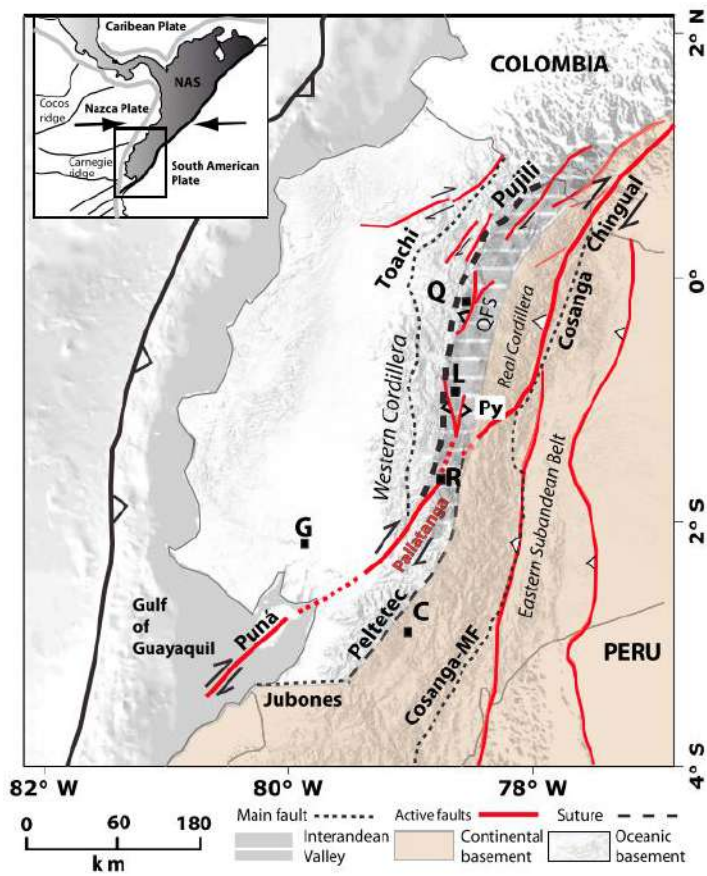 Caribean Plate
NAS
Cocos
ridge
Nazca Plate
Carnegie
ridge
South American
Plate
2° N
COLOMBIA
Pujili
Toachi
Chingual
0°
Q
QFS
Real Cordillera
Cosanga
Western Cordillera
L
Py
R
Pallatanga
Eastern Subandean Belt
2° S
G
Gulf
of
Guayaquil
Puná
Peltetec
C
Cosanga-MF
PERU
Jubones
4° S
82° W
80° W
78° W
Main fault
Active faults
Suture
0 60 120 180
k m
Interandean
Valley
Continental
basement
Oceanic
basement